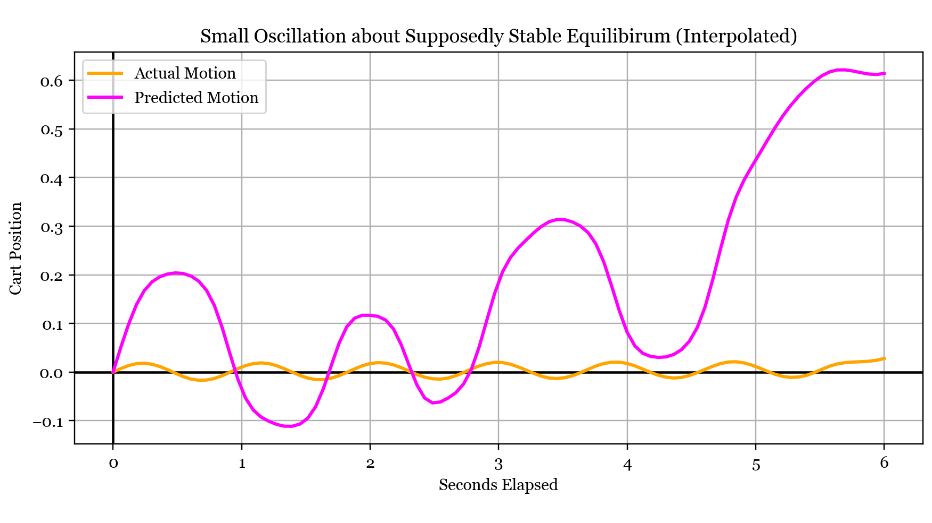 Small Oscillation about Supposedly Stable Equilibirum (Interpolated)
Actual Motion
Predicted Motion
0.6
0.5
0.4
0.3
0.2
0.1
0.0
−0.1
Cart Position
0 1 2 3 4 5 6
Seconds Elapsed